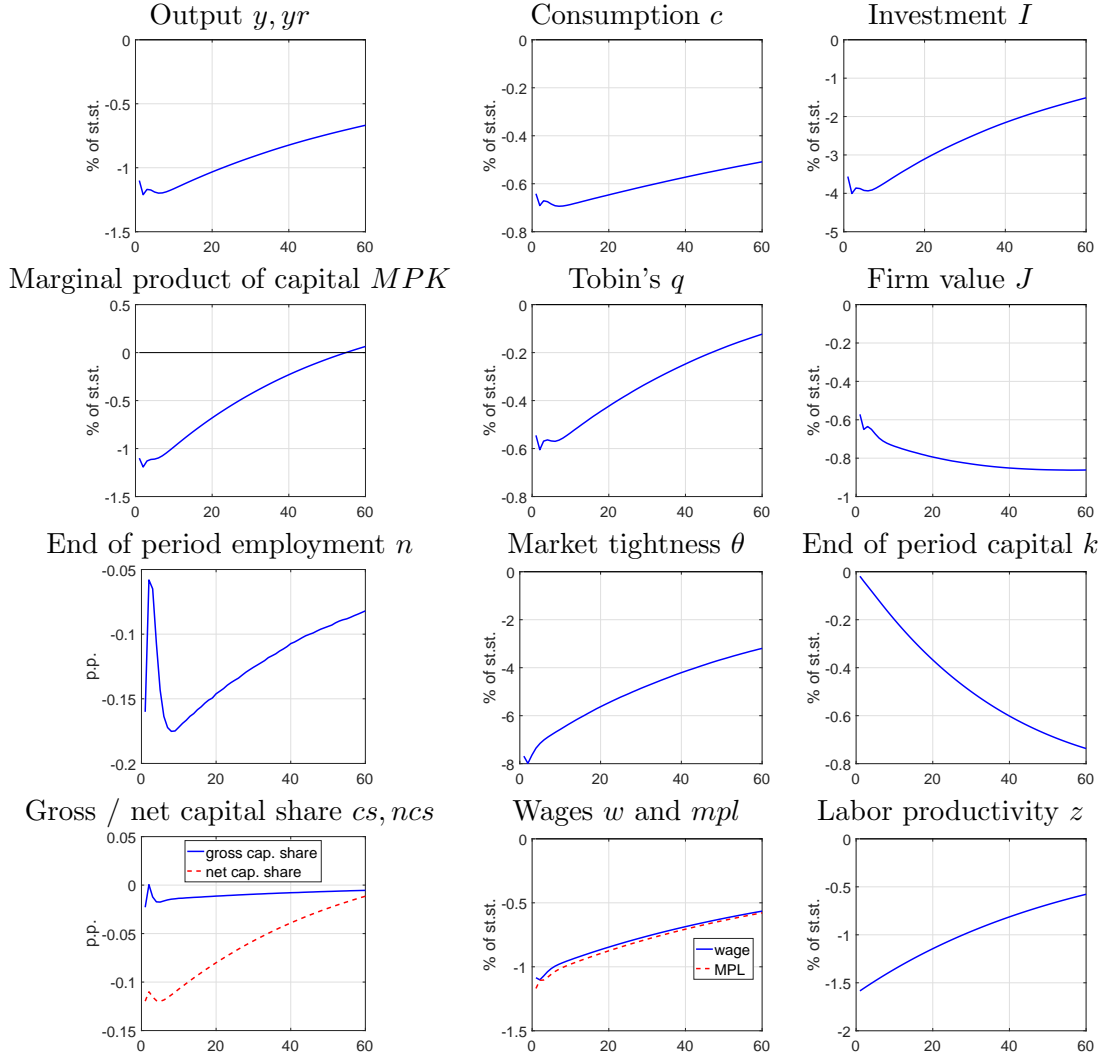 Output y, yr
Consumption c
Investment I
0
-0.5
-1
-1.5
% of st.st.
0 20 40 60
0
-0.2
-0.4
-0.6
-0.8
% of st.st.
0 20 40 60
0
-1
-2
-3
-4
-5
% of st.st.
0 20 40 60
Marginal product of capital MPK
Tobin's q
Firm value J
0.5
0
-0.5
-1
-1.5
% of st.st.
0 20 40 60
0
-0.2
-0.4
-0.6
-0.8
% of st.st.
0 20 40 60
0
-0.2
-0.4
-0.6
-0.8
-1
% of st.st.
0 20 40 60
End of period employment n
Market tightness θ
End of period capital k
-0.05
-0.1
-0.15
-0.2
p.p.
0 20 40 60
0
-2
-4
-6
-8
% of st.st.
0 20 40 60
0
-0.2
-0.4
-0.6
-0.8
% of st.st.
0 20 40 60
Gross / net capital share cs, ncs
Wages w and mpl
Labor productivity z
0.05
0
-0.05
-0.1
-0.15
p.p.
gross cap. share
net cap. share
0 20 40 60
0
-0.5
-1
-1.5
% of st.st.
wage
MPL
0 20 40 60
0
-0.5
-1
-1.5
-2
% of st.st.
0 20 40 60